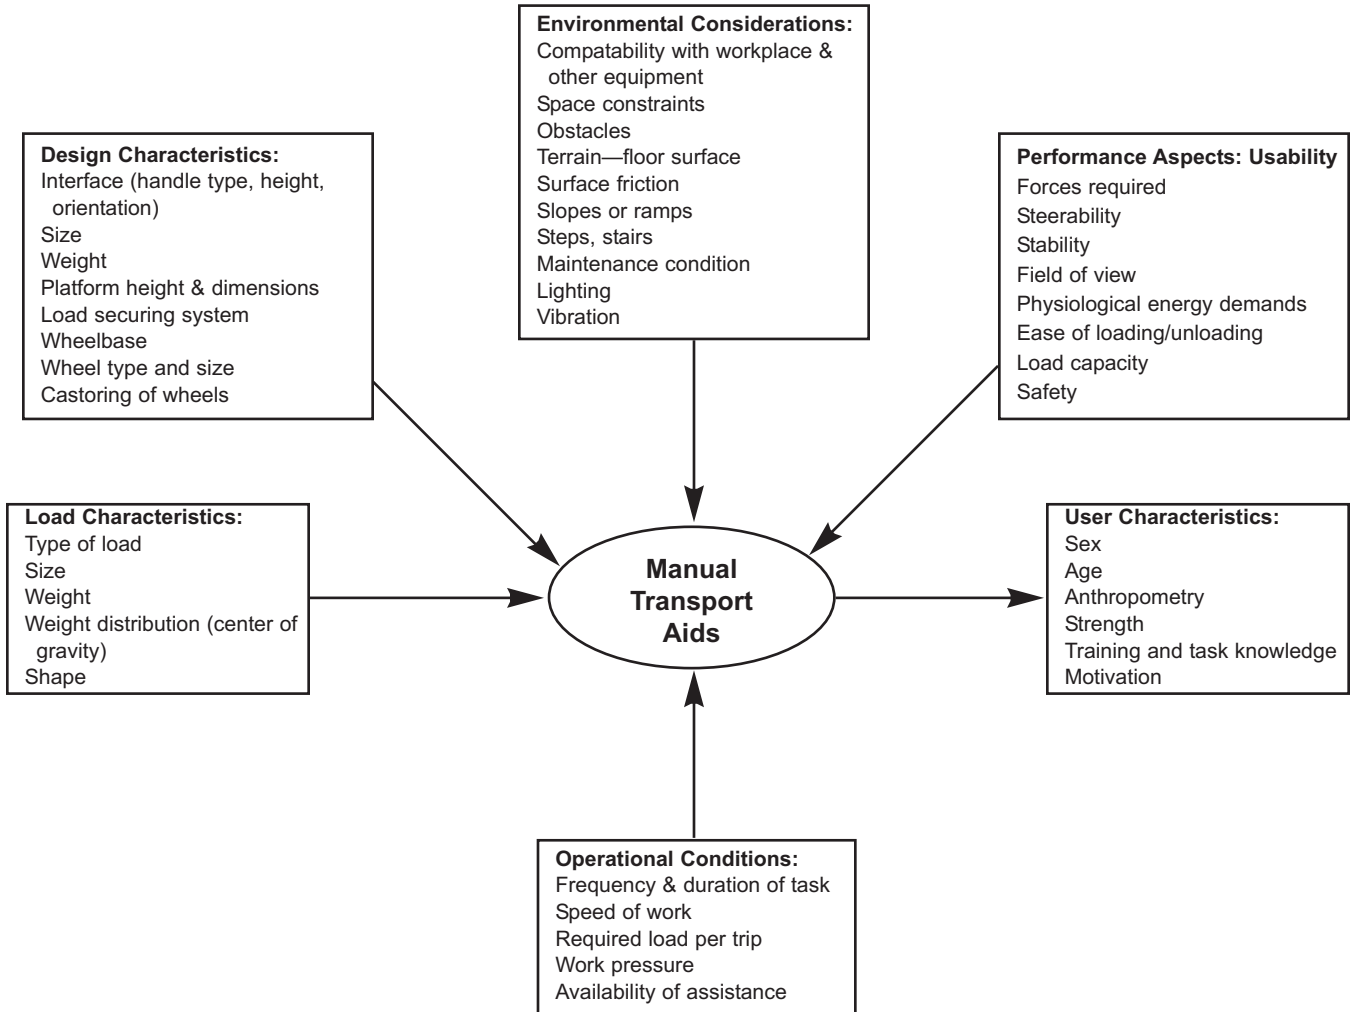 Environmental Considerations:
Compatability with workplace &
other equipment
Space constraints
Obstacles
Terrain—floor surface
Surface friction
Slopes or ramps
Steps, stairs
Maintenance condition
Lighting
Vibration
Design Characteristics:
Interface (handle type, height,
orientation)
Size
Weight
Platform height & dimensions
Load securing system
Wheelbase
Wheel type and size
Castoring of wheels
Performance Aspects: Usability
Forces required
Steerability
Stability
Field of view
Physiological energy demands
Ease of loading/unloading
Load capacity
Safety
Load Characteristics:
Type of load
Size
Weight
Weight distribution (center of
gravity)
Shape
Manual
Transport
Aids
User Characteristics:
Sex
Age
Anthropometry
Strength
Training and task knowledge
Motivation
Operational Conditions:
Frequency & duration of task
Speed of work
Required load per trip
Work pressure
Availability of assistance